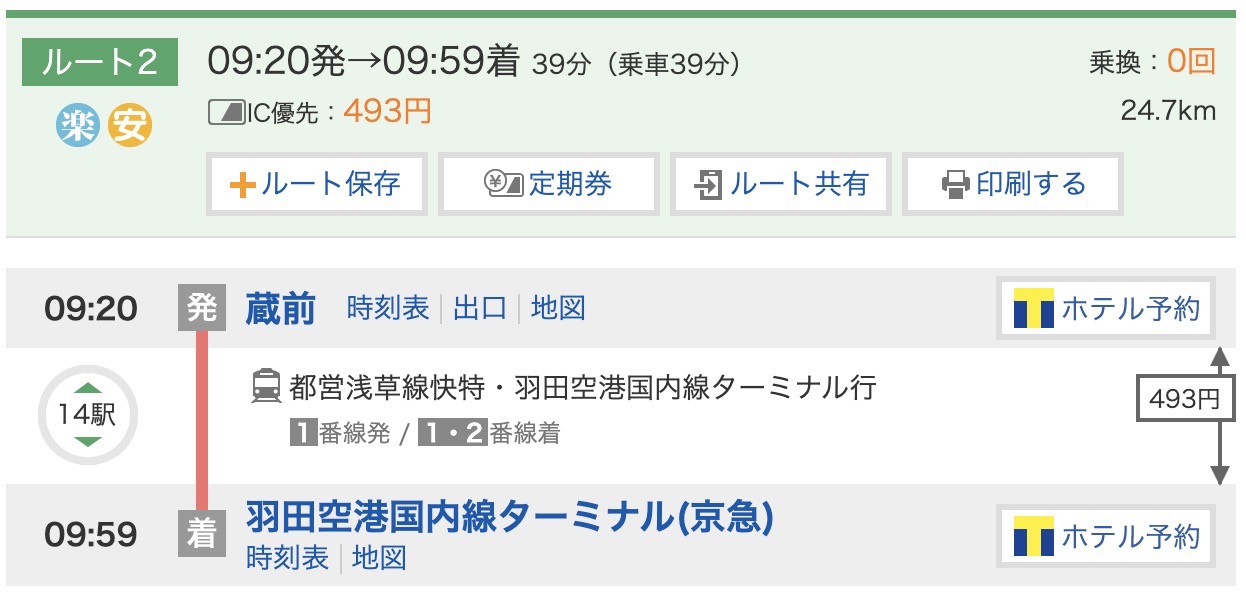 ルート2
09:20発→09:59着 39分（乗車39分）
乗換：0回
楽 安
IC優先：493円
24.7km
ルート保存 定期券 ルート共有 印刷する
09:20 発 蔵前 時刻表 出口 地図 ホテル予約
14駅
都営浅草線快特・羽田空港国内線ターミナル行
1番線発 / 1・2番線着
493円
09:59 着 羽田空港国内線ターミナル(京急)
時刻表 地図
ホテル予約